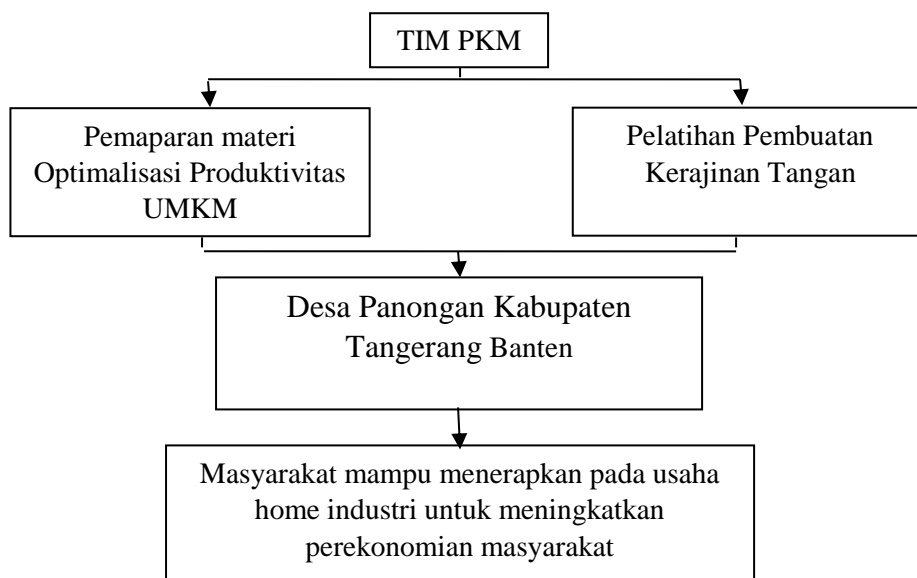 TIM PKM
Pemaparan materi
Optimalisasi Produktivitas
UMKM
Pelatihan Pembuatan
Kerajinan Tangan
Desa Panongan Kabupaten
Tangerang Banten
Masyarakat mampu menerapkan pada usaha
home industri untuk meningkatkan
perekonomian masyarakat